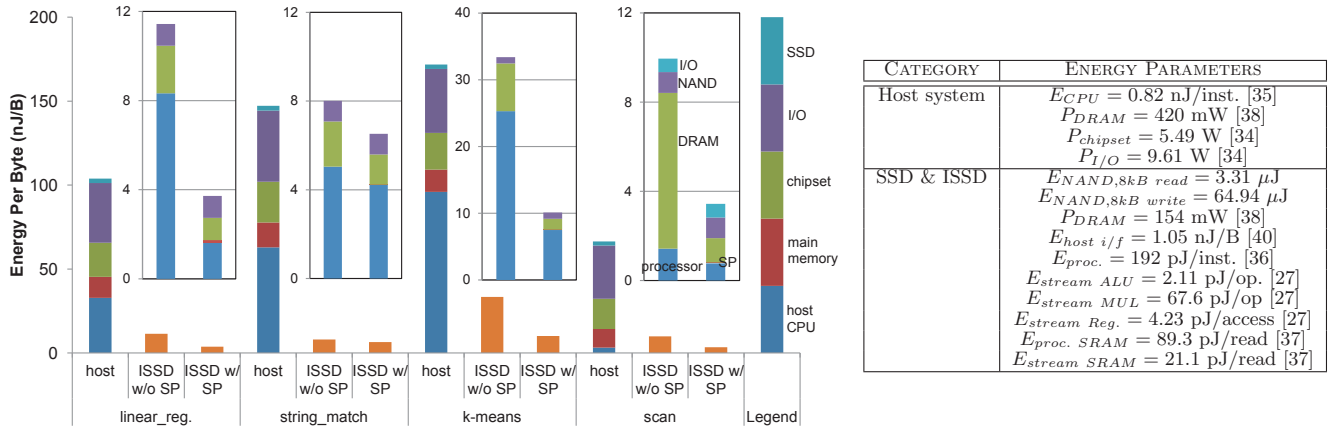 Energy Per Byte (nJ/B)
200
150
100
50
0
12
8
4
0
12
8
4
0
40
30
20
10
0
12
8
4
0
I/O
NAND
DRAM
processor
SP
SSD
I/O
chipset
main
memory
host
CPU
host
ISSD
w/o SP
ISSD w/
SP
host
ISSD
w/o SP
ISSD w/
SP
host
ISSD
w/o SP
ISSD w/
SP
host
ISSD
w/o SP
ISSD w/
SP
linear_reg.
string_match
k-means
scan
Legend
CATEGORY ENERGY PARAMETERS
Host system E_CPU = 0.82 nJ/inst. [35]
P_DRAM = 420 mW [38]
P_chipset = 5.49 W [34]
P_I/O = 9.61 W [34]
SSD & ISSD E_NAND,8kB read = 3.31 μJ
E_NAND,8kB write = 64.94 μJ
P_DRAM = 154 mW [38]
E_host i/f = 1.05 nJ/B [40]
E_proc. = 192 pJ/inst. [36]
E_stream ALU = 2.11 pJ/op. [27]
E_stream MUL = 67.6 pJ/op [27]
E_stream Reg. = 4.23 pJ/access [27]
E_proc. SRAM = 89.3 pJ/read [37]
E_stream SRAM = 21.1 pJ/read [37]